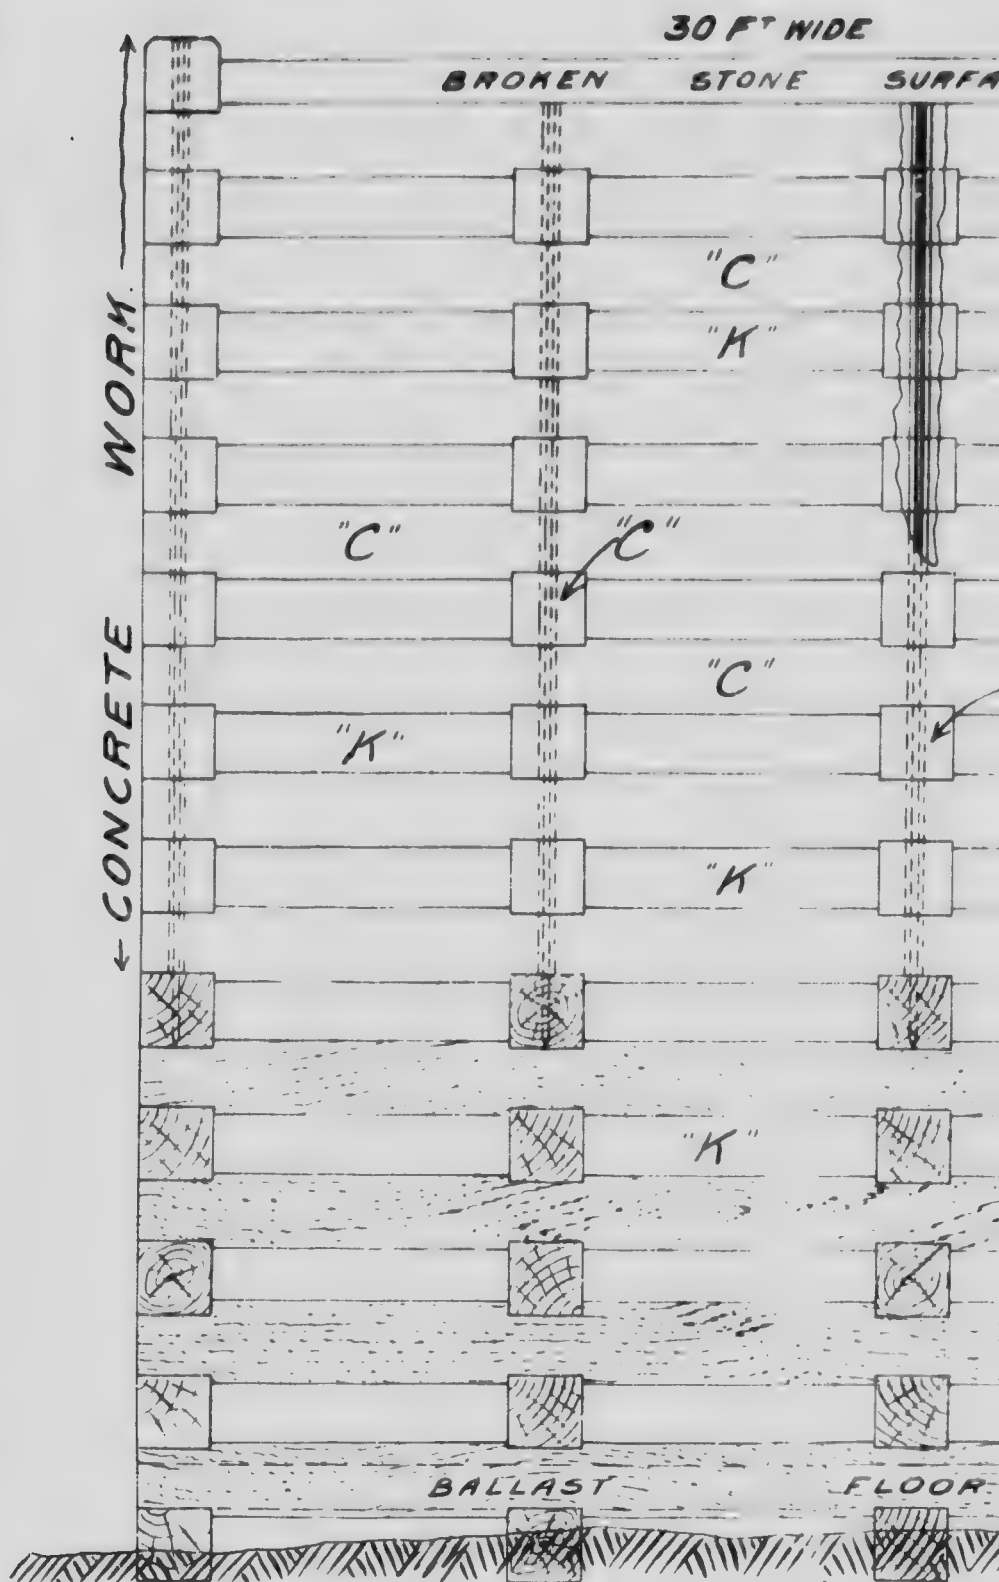 30 FT WIDE
BROKEN STONE SURFA
"C"
"K"
WORK
"C" "C"
"C"
"K"
CONCRETE
"K"
"K"
BALLAST FLOOR